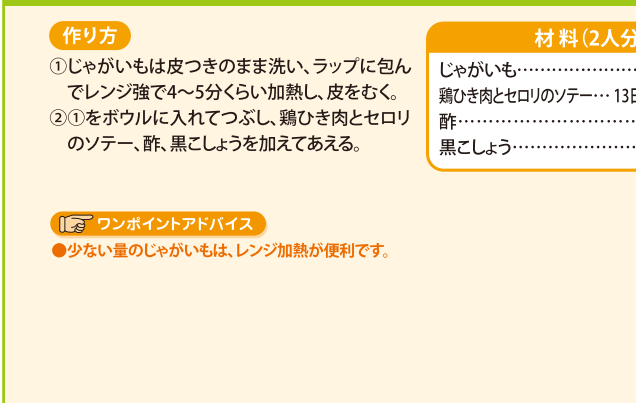 作り方
①じゃがいもは皮つきのまま洗い、ラップに包ん
でレンジ強で4〜5分くらい加熱し、皮をむく。
②①をボウルに入れてつぶし、鶏ひき肉とセロリ
のソテー、酢、黒こしょうを加えてあえる。
材料(2人分
じゃがいも……………………
鶏ひき肉とセロリのソテー… 13
酢……………………………
黒こしょう……………………
ワンポイントアドバイス
●少ない量のじゃがいもは、レンジ加熱が便利です。